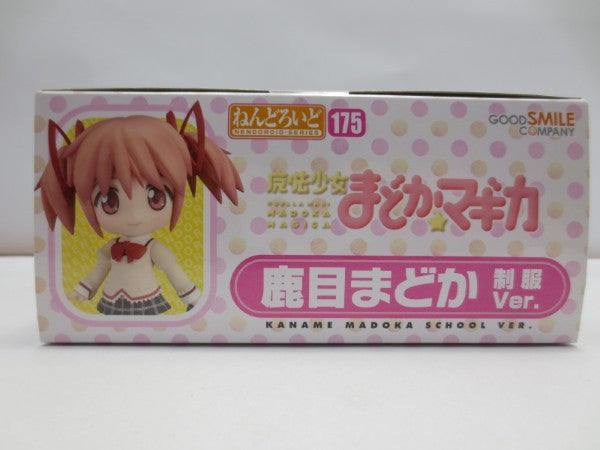 ねんどろいど 175
NENDOROID SERIES
GOOD SMILE
COMPANY
魔法少女
まどか☆マギカ
PUELLA MAGI
MADOKA
MAGICA
鹿目まどか 制服
Ver.
KANAME MADOKA SCHOOL VER.